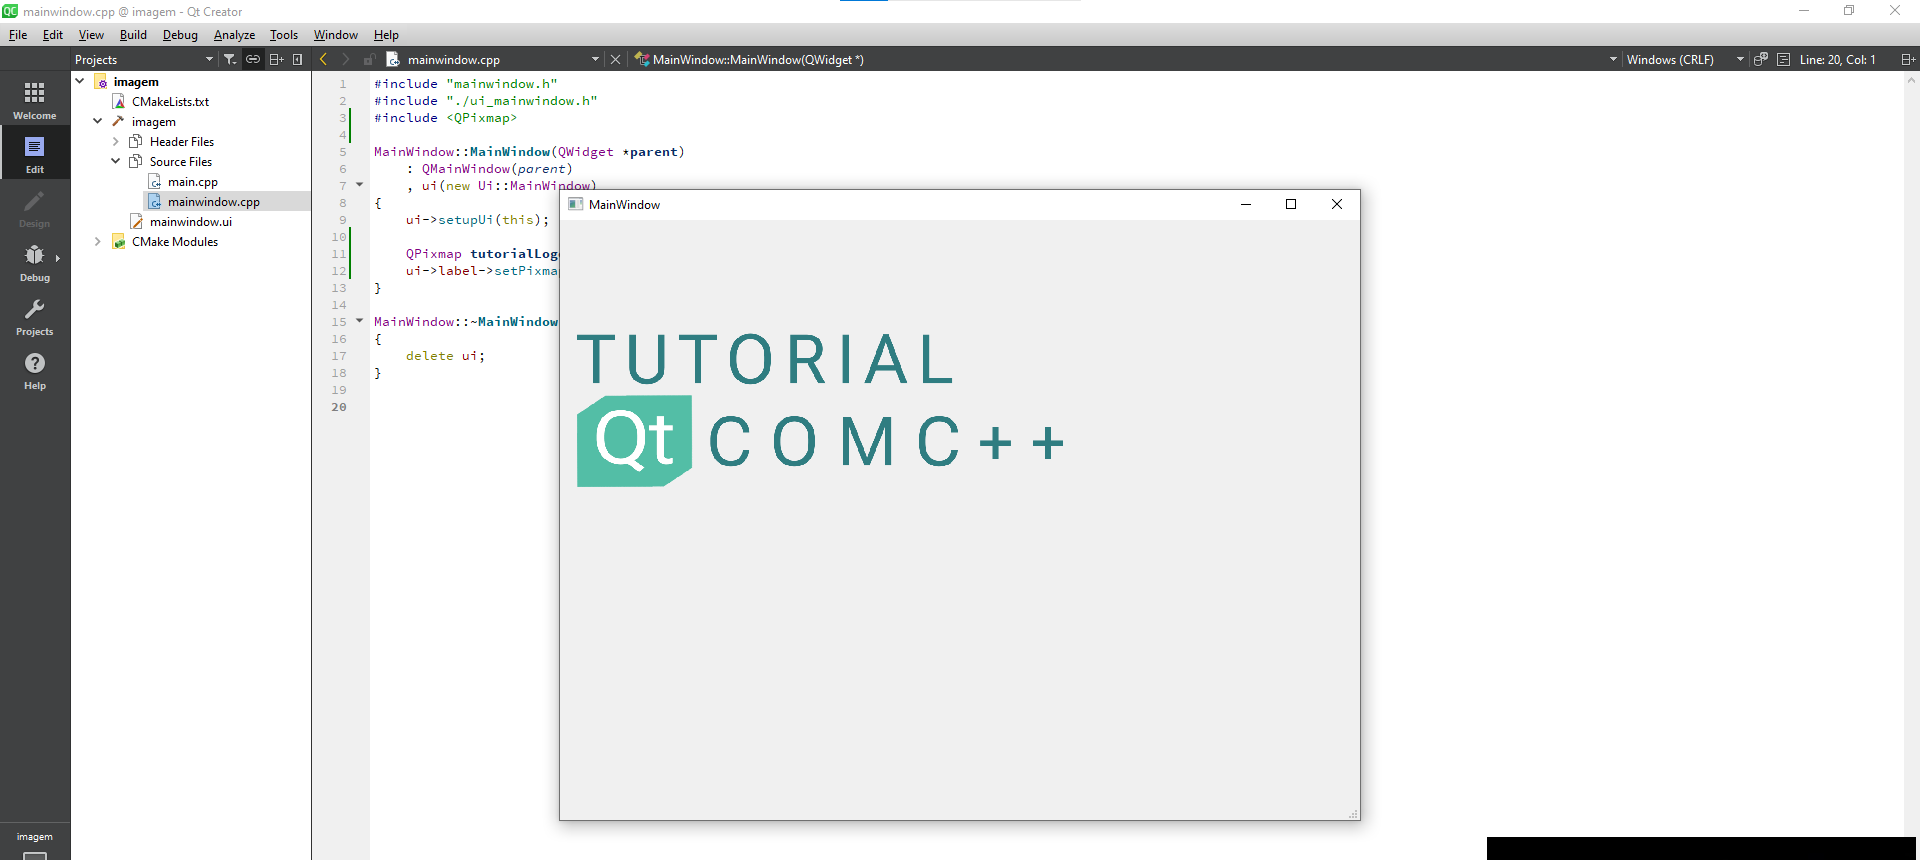 mainwindow.cpp @ imagem - Qt Creator
File Edit View Build Debug Analyze Tools Window Help
Projects
mainwindow.cpp
MainWindow::MainWindow(QWidget *)
Windows (CRLF)
Line: 20, Col: 1
Welcome
Edit
Design
Debug
Projects
Help
imagem
imagem
CMakeLists.txt
imagem
Header Files
Source Files
main.cpp
mainwindow.cpp
mainwindow.ui
CMake Modules
1 #include "mainwindow.h"
2 #include "./ui_mainwindow.h"
3 #include <QPixmap>
4
5 MainWindow::MainWindow(QWidget *parent)
6 : QMainWindow(parent)
7 , ui(new Ui::MainWindow)
8 {
9 ui->setupUi(this);
10
11 QPixmap tutorialLog
12 ui->label->setPixma
13 }
14
15 MainWindow::~MainWindow
16 {
17 delete ui;
18 }
19
20
MainWindow
TUTORIAL
Qt COMC++